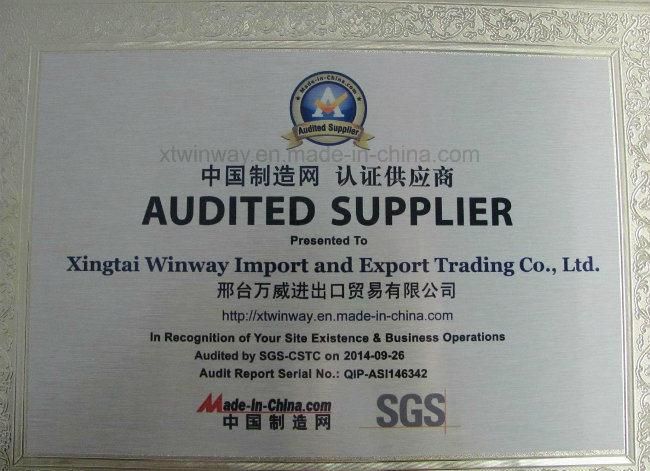 Made-in-China.com
Audited Supplier
xtwinway.en.made-in-china.com
中国制造网 认证供应商
AUDITED SUPPLIER
Presented To
Xingtai Winway Import and Export Trading Co., Ltd.
邢台万威进出口贸易有限公司
http://xtwinway.en.made-in-china.com
In Recognition of Your Site Existence & Business Operations
Audited by SGS-CSTC on 2014-09-26
Audit Report Serial No.: QIP-ASI146342
Made-in-China.com
中国制造网
SGS